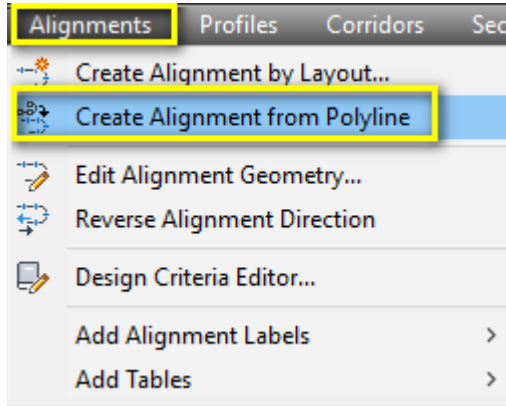 Alignments Profiles Corridors Sec
Create Alignment by Layout...
Create Alignment from Polyline
Edit Alignment Geometry...
Reverse Alignment Direction
Design Criteria Editor...
Add Alignment Labels
Add Tables